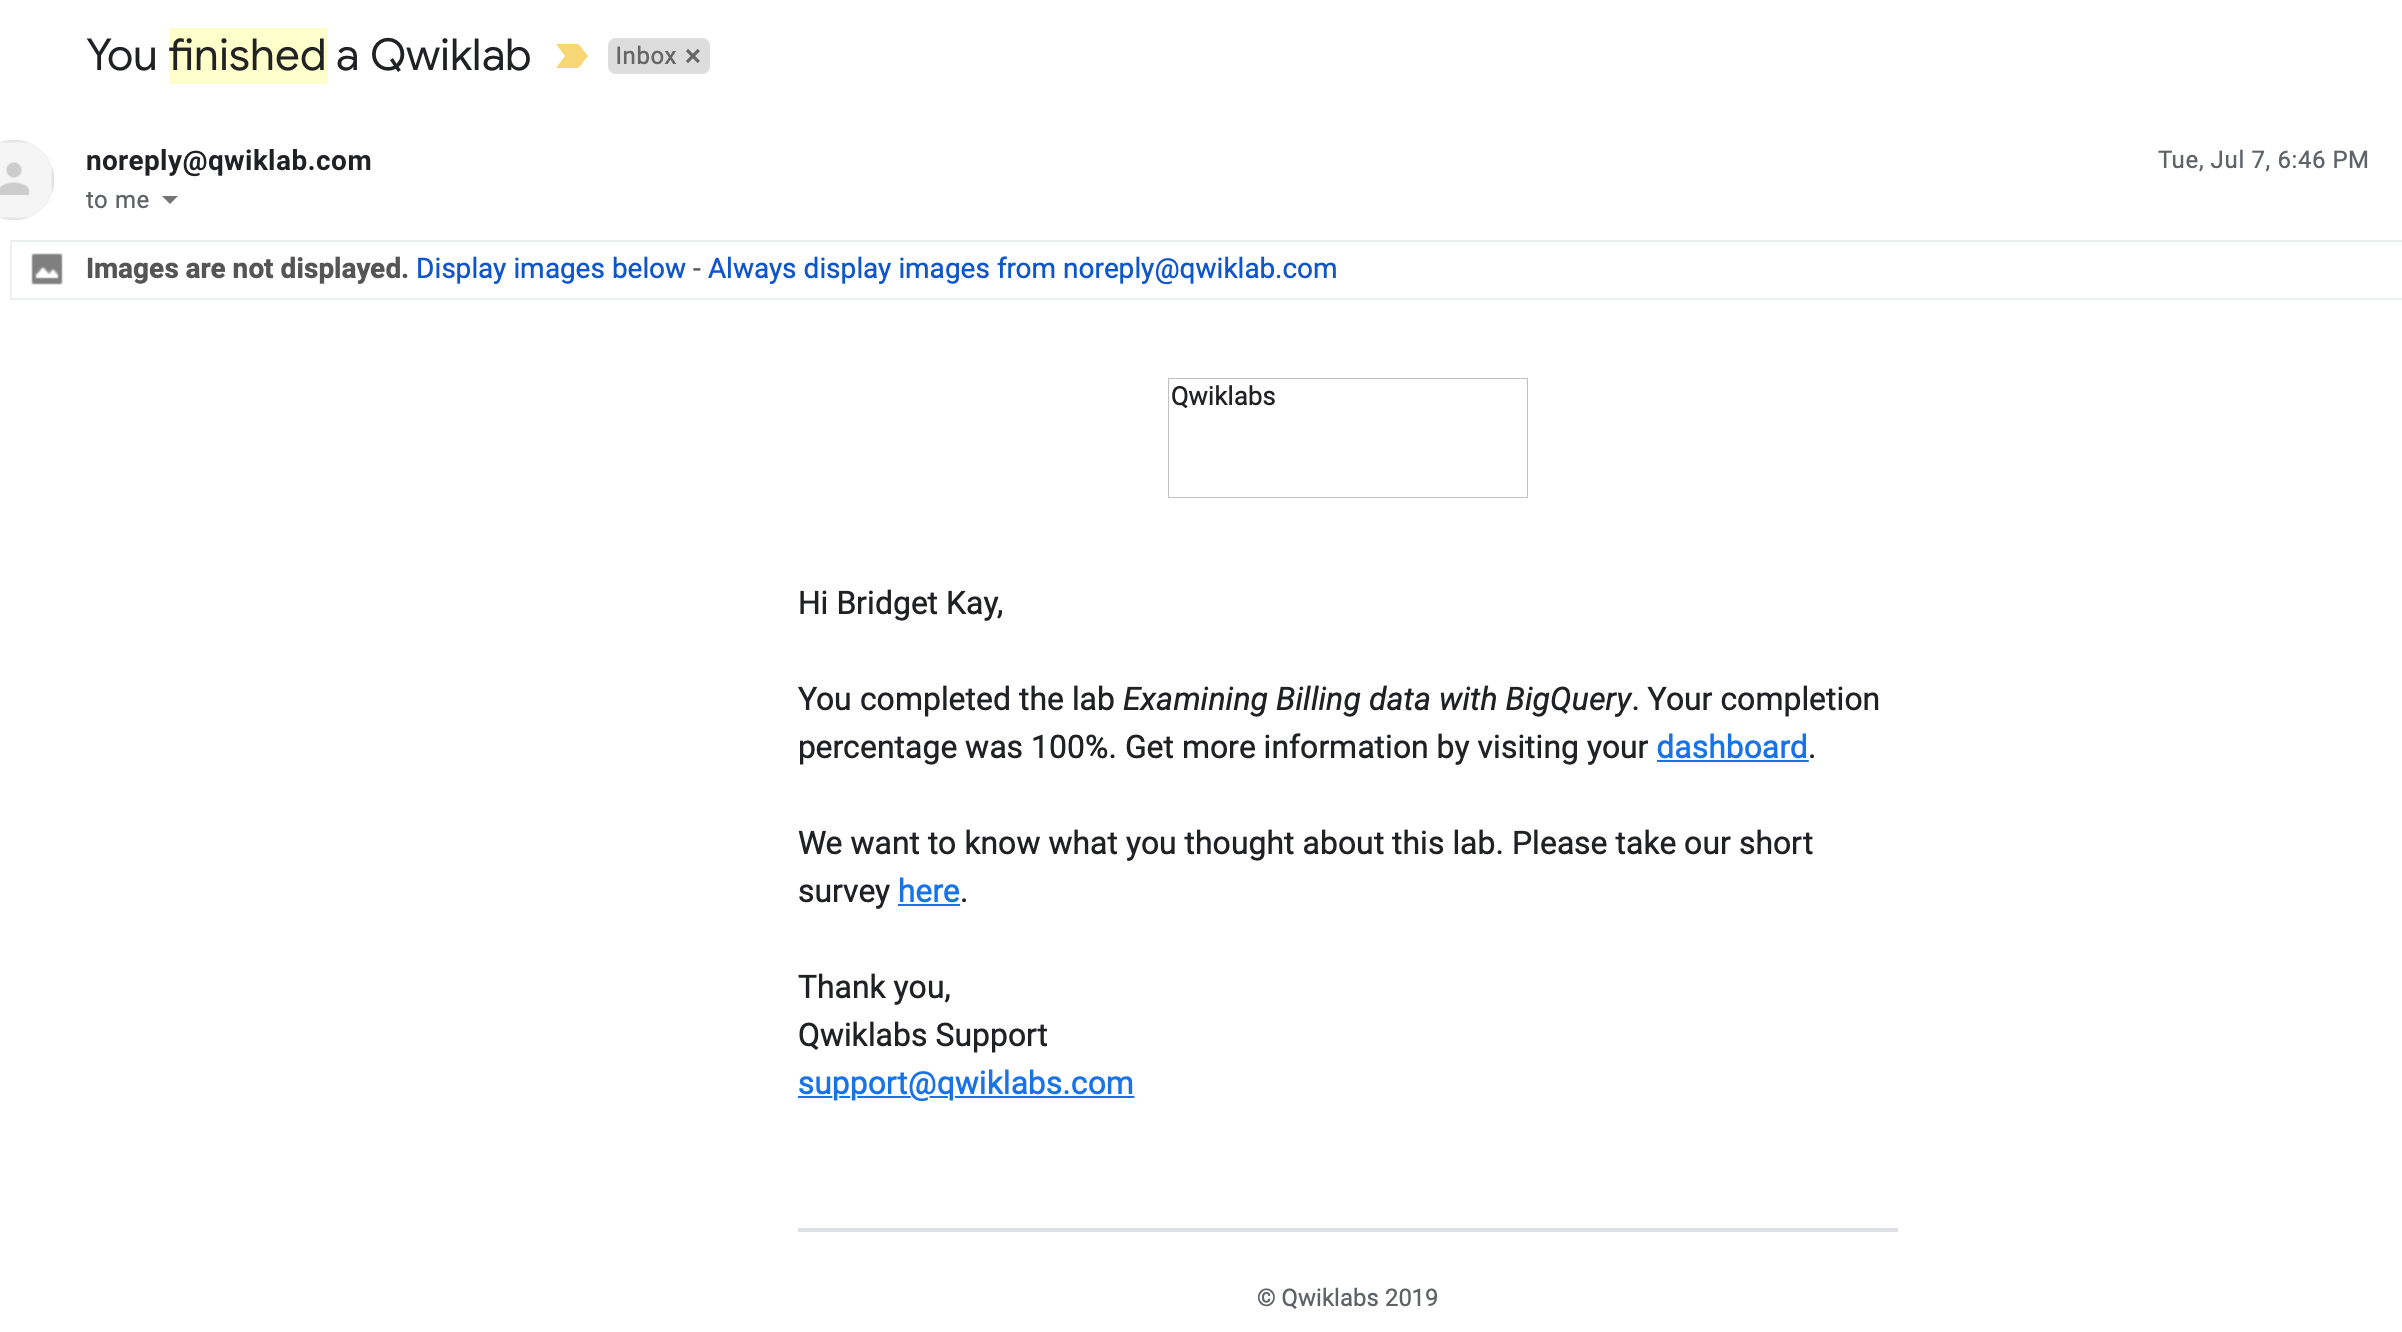 You finished a Qwiklab Inbox ×
noreply@qwiklab.com Tue, Jul 7, 6:46 PM
to me
Images are not displayed. Display images below - Always display images from noreply@qwiklab.com
Qwiklabs
Hi Bridget Kay,
You completed the lab Examining Billing data with BigQuery. Your completion
percentage was 100%. Get more information by visiting your dashboard.
We want to know what you thought about this lab. Please take our short
survey here.
Thank you,
Qwiklabs Support
support@qwiklabs.com
© Qwiklabs 2019